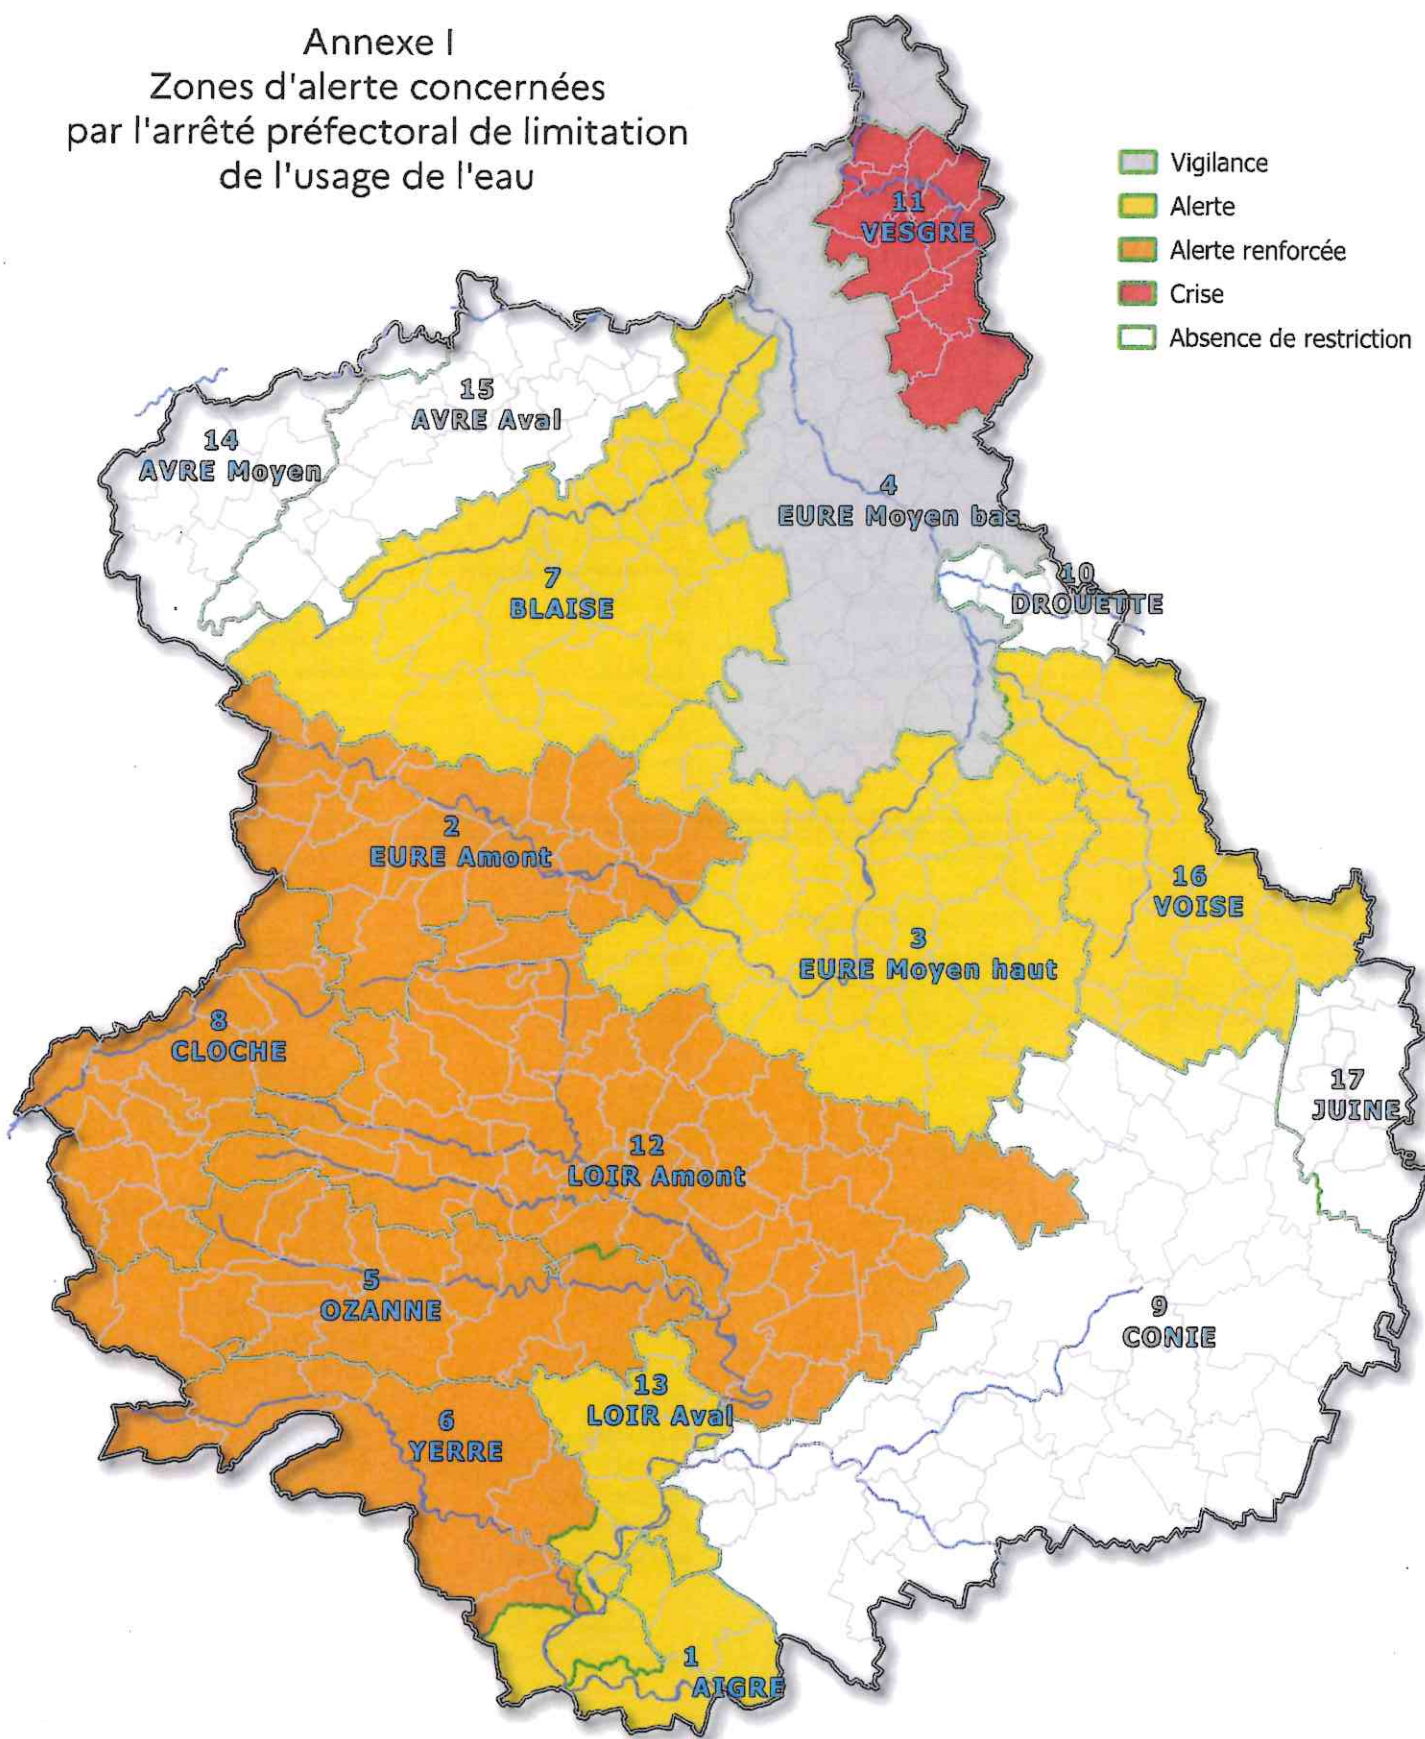 Annexe I
Zones d'alerte concernées
par l'arrêté préfectoral de limitation
de l'usage de l'eau
Vigilance
Alerte
Alerte renforcée
Crise
Absence de restriction
11
VESGRE
15
AVRE Aval
14
AVRE Moyen
4
EURE Moyen bas
7
BLAISE
10
DROUETTE
2
EURE Amont
16
VOISE
3
EURE Moyen haut
8
CLOCHE
17
JUINE
12
LOIR Amont
5
OZANNE
9
CONIE
13
LOIR Aval
6
YERRE
1
AIGRE